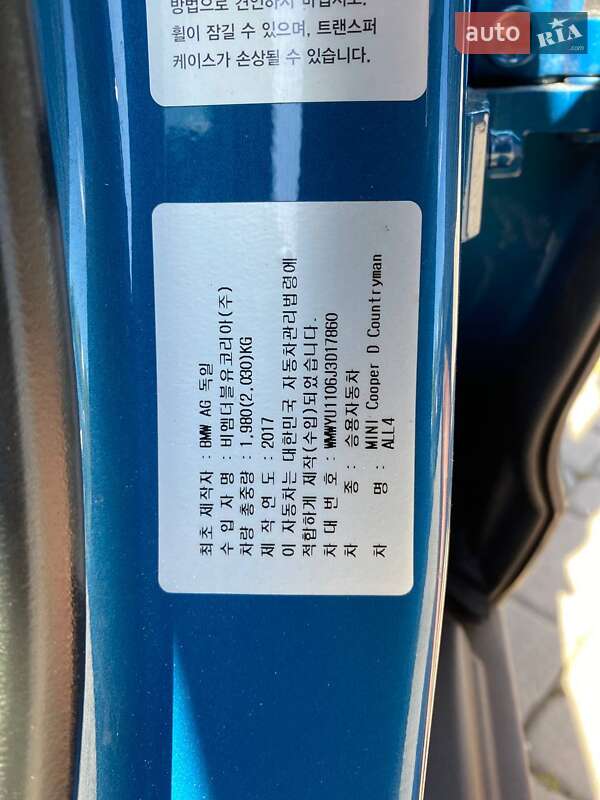 방법으로 견인하지 마십시오.
휠이 잠길 수 있으며, 트랜스퍼
케이스가 손상될 수 있습니다.
auto RIA .com
최초 제작자 : BMW AG 독일
수 입 자 명 : 비엠더블유코리아(주)
차량 총중량 : 1,980(2,030)KG
제 작 연 도 : 2017
이 자동차는 대한민국 자동차관리법령에
적합하게 제작(수입)되었습니다.
차 대 번 호 : WMWYU1106J3D17860
차 종 : 승용자동차
차 명 : MINI Cooper D Countryman
ALL4